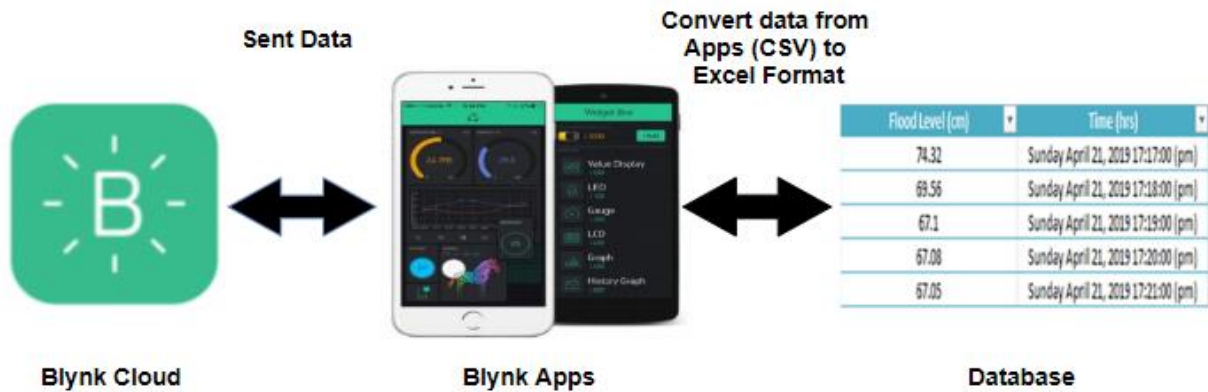 Sent Data
Convert data from
Apps (CSV) to
Excel Format
B
Widget Box
Value Display
LED
Gauge
LCD
Graph
History Graph
Flood Level (cm) Time (hrs)
74.32 Sunday April 21, 2019 17:17:00 (pm)
69.56 Sunday April 21, 2019 17:18:00 (pm)
67.1 Sunday April 21, 2019 17:19:00 (pm)
67.08 Sunday April 21, 2019 17:20:00 (pm)
67.05 Sunday April 21, 2019 17:21:00 (pm)
Blynk Cloud
Blynk Apps
Database